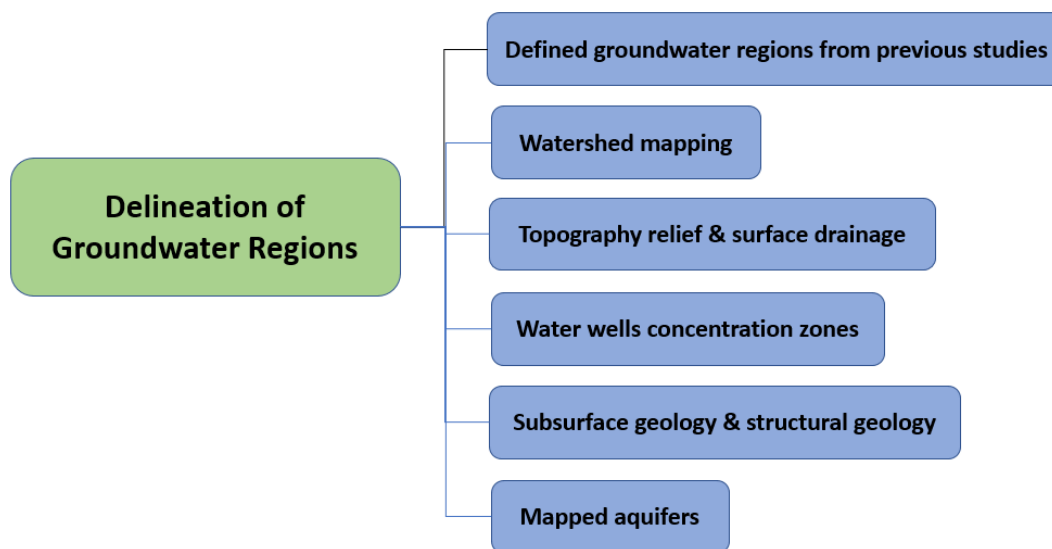 Defined groundwater regions from previous studies
Watershed mapping
Delineation of
Groundwater Regions
Topography relief & surface drainage
Water wells concentration zones
Subsurface geology & structural geology
Mapped aquifers